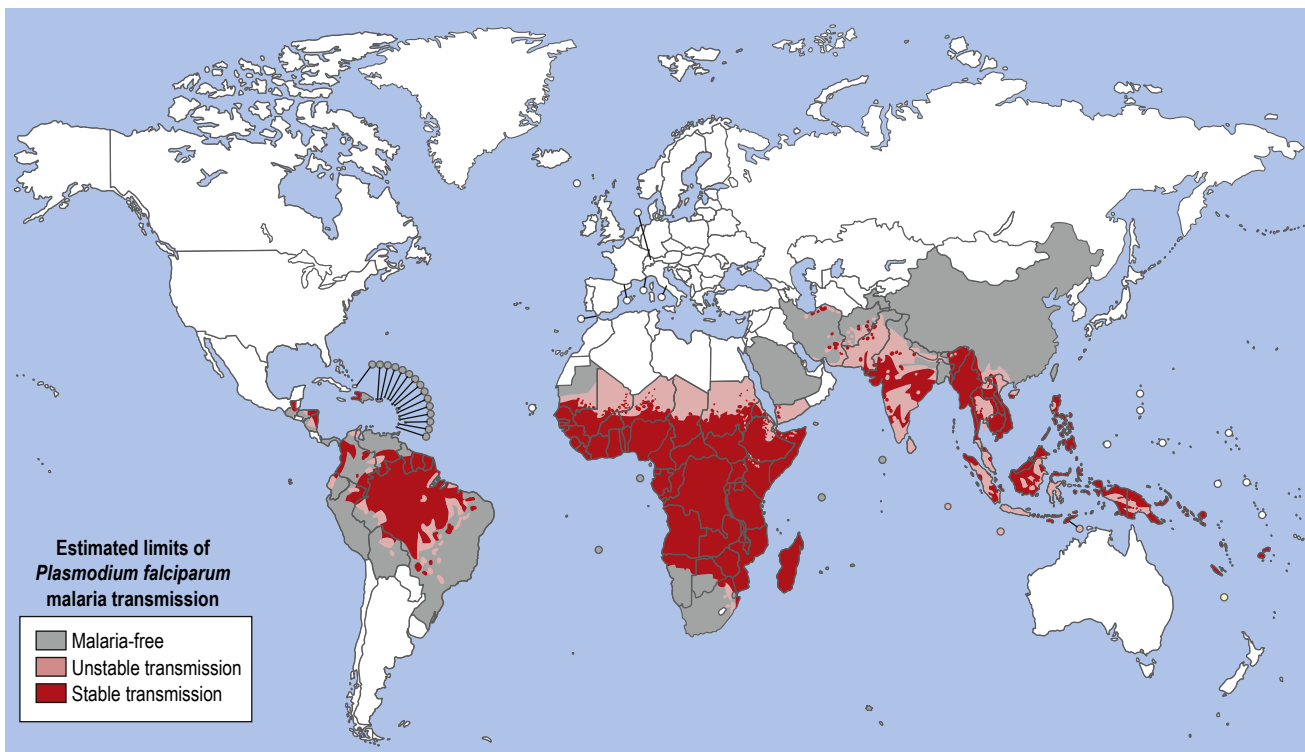 Estimated limits of
Plasmodium falciparum
malaria transmission
Malaria-free
Unstable transmission
Stable transmission